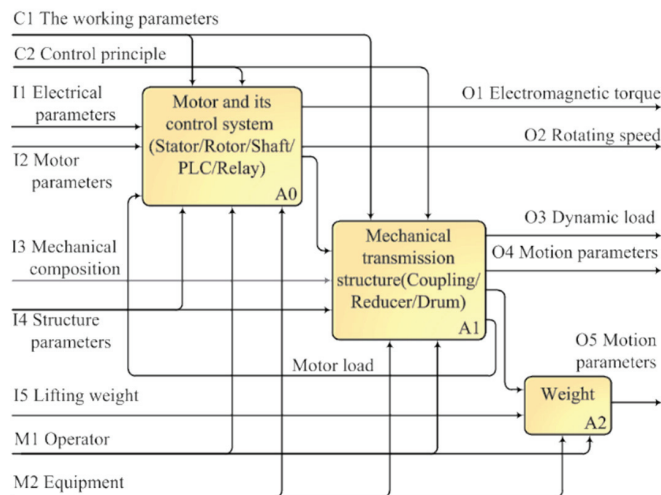 C1 The working parameters
C2 Control principle
I1 Electrical
parameters
I2 Motor
parameters
Motor and its
control system
(Stator/Rotor/Shaft/
PLC/Relay)
A0
O1 Electromagnetic torque
O2 Rotating speed
I3 Mechanical
composition
I4 Structure
parameters
Mechanical
transmission
structure(Coupling/
Reducer/Drum)
A1
O3 Dynamic load
O4 Motion parameters
Motor load
O5 Motion
parameters
I5 Lifting weight
Weight
A2
M1 Operator
M2 Equipment